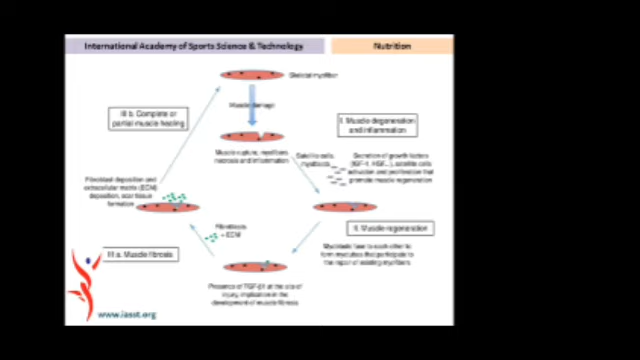 International Academy of Sports Science & Technology
Nutrition
Skeletal myofiber
Muscle damage
III b. Complete or
partial muscle healing
I. Muscle degeneration
and inflammation
Muscle rupture, myofibers
necrosis and inflammation
Satellite cells,
myoblasts
Secretion of growth factors
(IGF-1, HGF...), satellite cells
activation and proliferation that
promote muscle regeneration
Fibroblast deposition and
extracellular matrix (ECM)
deposition, scar tissue
formation
Fibroblasts
+ ECM
II. Muscle regeneration
III a. Muscle fibrosis
Myoblasts fuse to each other to
form myotubes that participate to
the repair of existing myofibers
Presence of TGF-β1 at the site of
injury, implication in the
development of muscle fibrosis
www.iasst.org